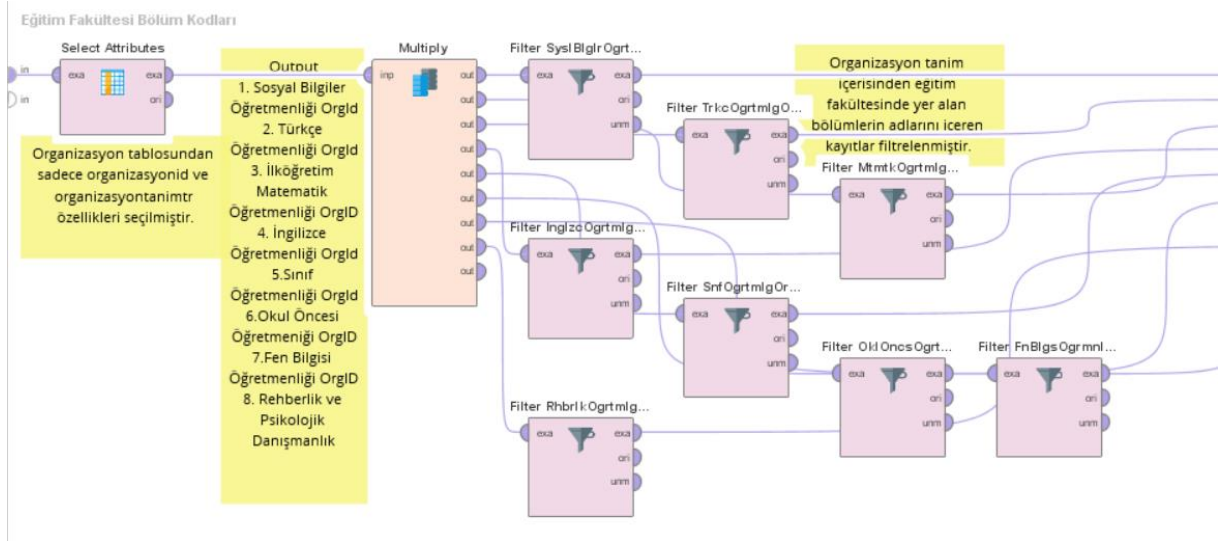 Eğitim Fakültesi Bölüm Kodları
Select Attributes
in
in
exa
exa
ori
Organizasyon tablosundan
sadece organizasyonid ve
organizasyontanimtr
özellikleri seçilmiştir.
Output
1. Sosyal Bilgiler
Öğretmenliği OrgId
2. Türkçe
Öğretmenliği OrgId
3. İlköğretim
Matematik
Öğretmenliği OrgID
4. İngilizce
Öğretmenliği OrgId
5.Sınıf
Öğretmenliği OrgId
6.Okul Öncesi
Öğretmeniği OrgID
7.Fen Bilgisi
Öğretmenliği OrgID
8. Rehberlik ve
Psikolojik
Danışmanlık
Multiply
inp
out
out
out
out
out
out
out
out
out
Filter SyslBlgIrOgrt...
exa
exa
ori
unm
Filter TrkcOgrtmlgO...
exa
exa
ori
unm
Organizasyon tanim
içerisinden eğitim
fakültesinde yer alan
bölümlerin adlarını iceren
kayıtlar filtrelenmiştir.
Filter MtmtkOgrtmlg...
exa
exa
ori
unm
Filter IngIzcOgrtmlg...
exa
exa
ori
unm
Filter SnfOgrtmlgOr...
exa
exa
ori
unm
Filter OklOncsOgrt...
exa
exa
ori
unm
Filter FnBlgsOgrmnl...
exa
exa
ori
unm
Filter RhbrlkOgrtmlg...
exa
exa
ori
unm